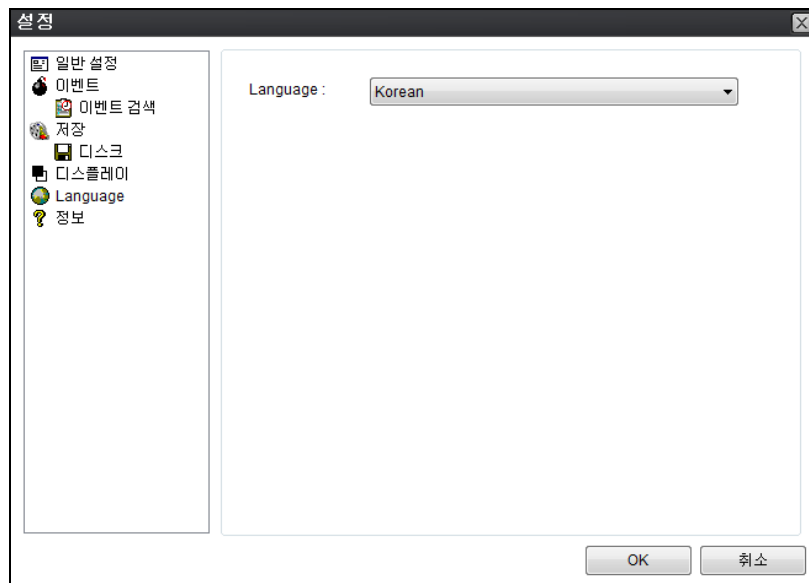 설정
일반 설정
이벤트
이벤트 검색
저장
디스크
디스플레이
Language
정보
Language :
Korean
OK
취소